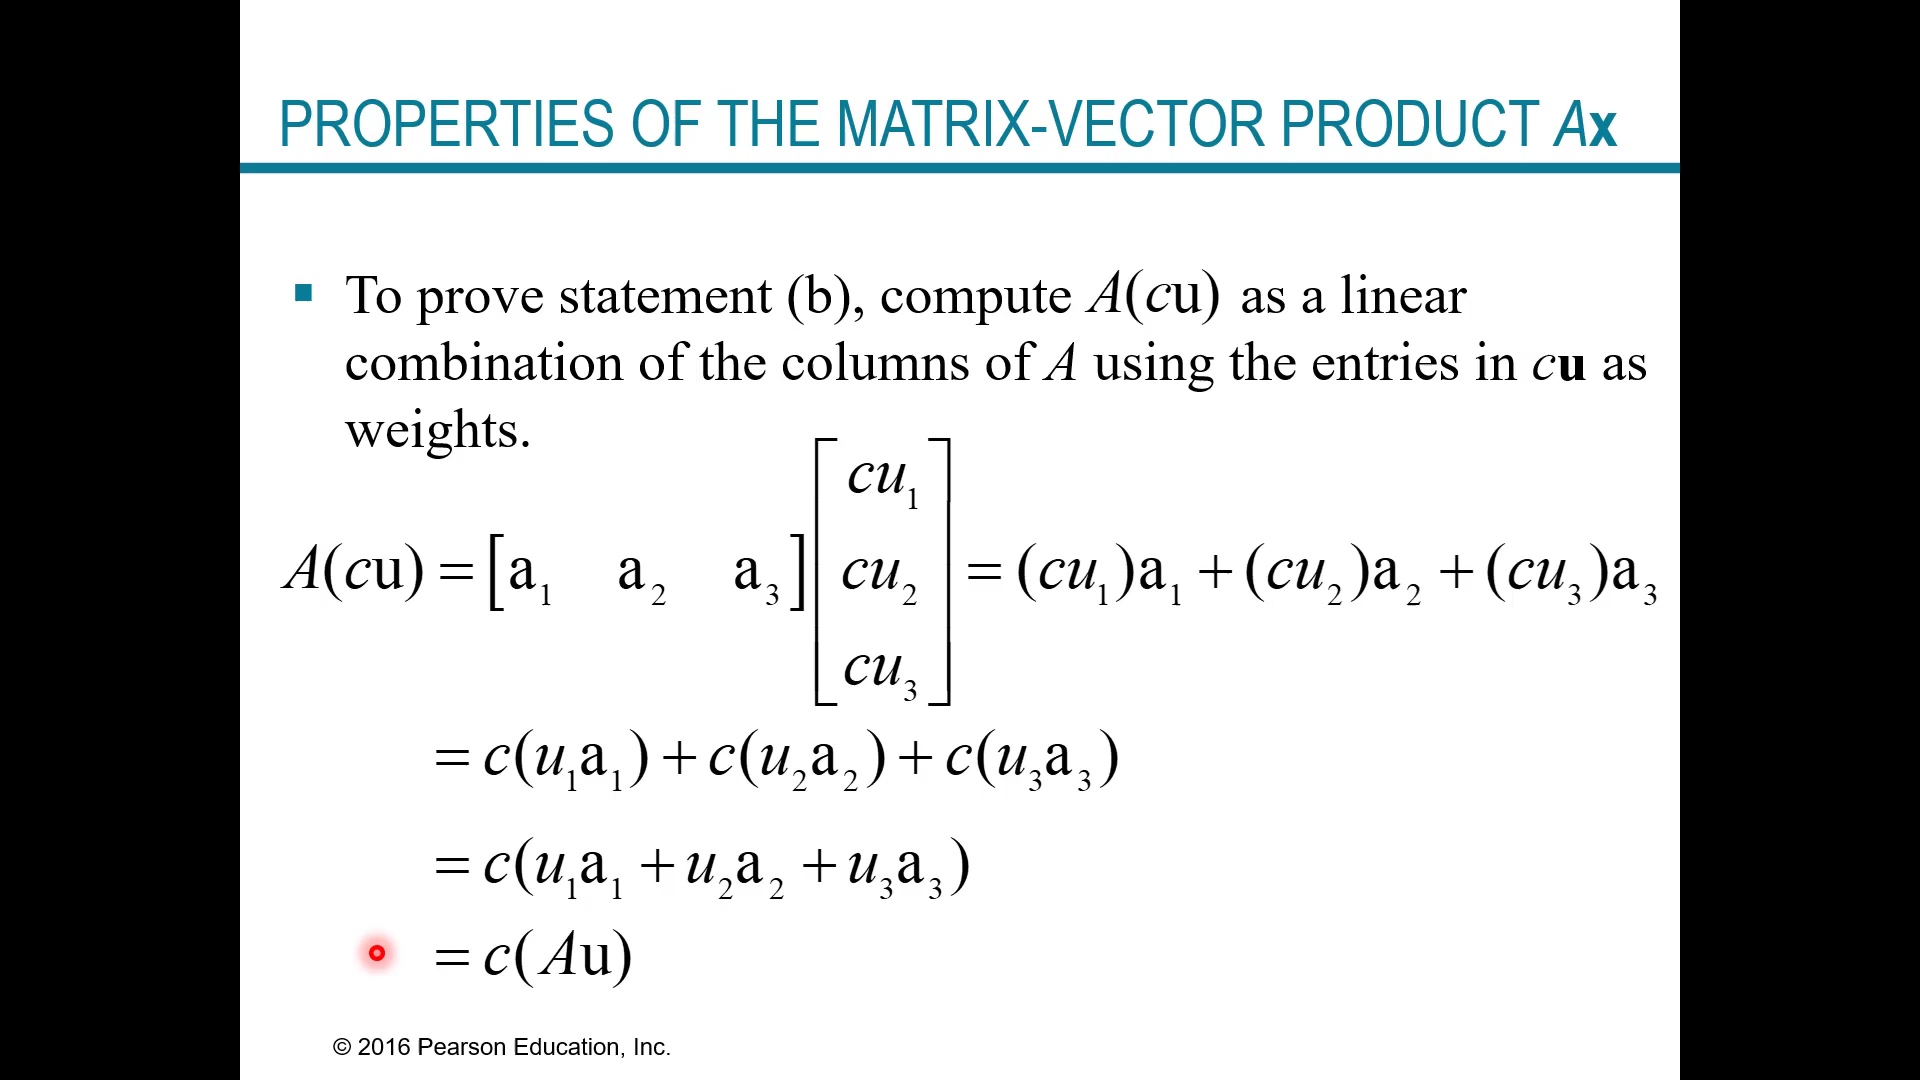 PROPERTIES OF THE MATRIX-VECTOR PRODUCT Ax
▪ To prove statement (b), compute A(cu) as a linear
combination of the columns of A using the entries in cu as
weights.
A(cu) = [a₁ a₂ a₃] [cu₁ cu₂ cu₃] = (cu₁)a₁ + (cu₂)a₂ + (cu₃)a₃
= c(u₁a₁) + c(u₂a₂) + c(u₃a₃)
= c(u₁a₁ + u₂a₂ + u₃a₃)
= c(Au)
© 2016 Pearson Education, Inc.